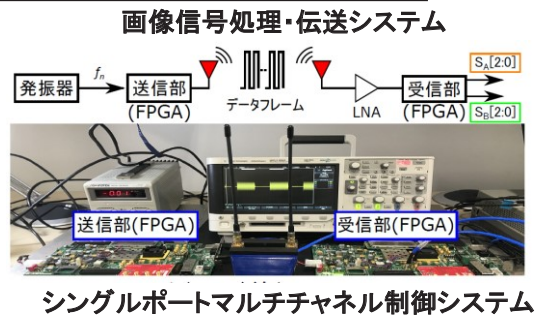 画像信号処理・伝送システム
発振器
fn
送信部
(FPGA)
データフレーム
LNA
受信部
(FPGA)
SA[2:0]
SB[2:0]
送信部(FPGA)
受信部(FPGA)
シングルポートマルチチャネル制御システム